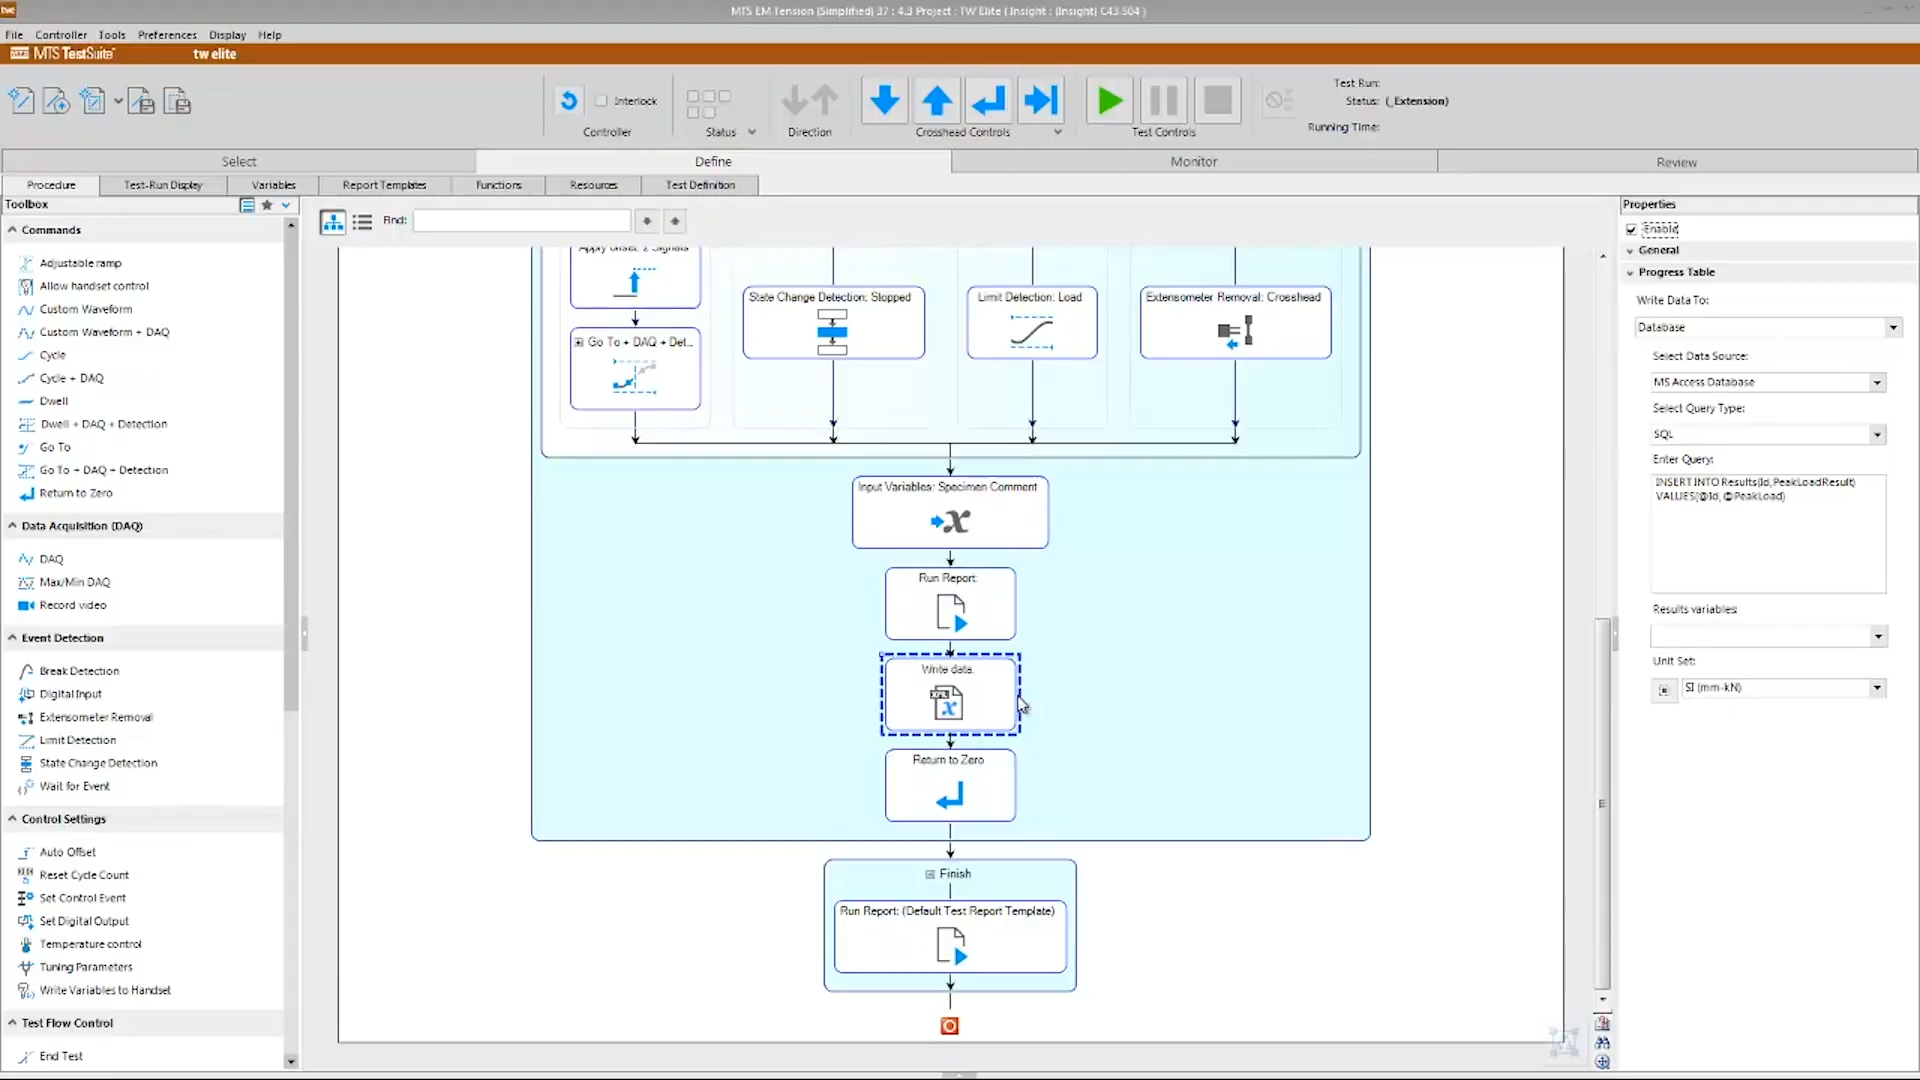 MTS EM Tension (Simplified) 37 : 4.3 Project : TW Elite ( Insight : (Insight) C43.504 )
File Controller Tools Preferences Display Help
MTS TestSuite tw elite
Interlock
Controller
Status
Direction
Crosshead Controls
Test Controls
Test Run:
Status: (_Extension)
Running Time:
Select Define Monitor Review
Procedure Test-Run Display Variables Report Templates Functions Resources Test Definition
Toolbox
Commands
Adjustable ramp
Allow handset control
Custom Waveform
Custom Waveform + DAQ
Cycle
Cycle + DAQ
Dwell
Dwell + DAQ + Detection
Go To
Go To + DAQ + Detection
Return to Zero
Data Acquisition (DAQ)
DAQ
Max/Min DAQ
Record video
Event Detection
Break Detection
Digital Input
Extensometer Removal
Limit Detection
State Change Detection
Wait for Event
Control Settings
Auto Offset
Reset Cycle Count
Set Control Event
Set Digital Output
Temperature control
Tuning Parameters
Write Variables to Handset
Test Flow Control
End Test
Find:
Apply offset: 2 Signals
Go To + DAQ + Det...
State Change Detection: Stopped
Limit Detection: Load
Extensometer Removal: Crosshead
Input Variables: Specimen Comment
Run Report:
Write data:
Return to Zero
Finish
Run Report: (Default Test Report Template)
Properties
Enable
General
Progress Table
Write Data To:
Database
Select Data Source:
MS Access Database
Select Query Type:
SQL
Enter Query:
INSERT INTO Results(Id,PeakLoadResult)
VALUES(@Id, @PeakLoad)
Results variables:
Unit Set:
SI (mm-kN)